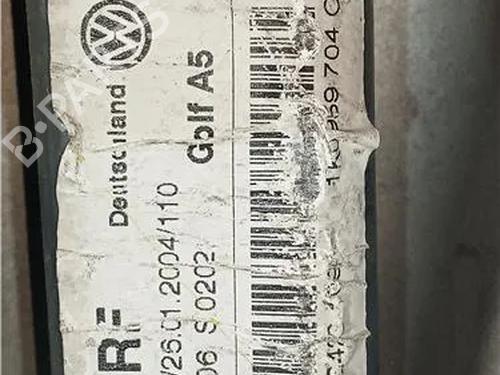 Deutschland
Golf A5
RF
/26.01.2004/110
06 S 0202
1K0 959 704 C
B-PARTS